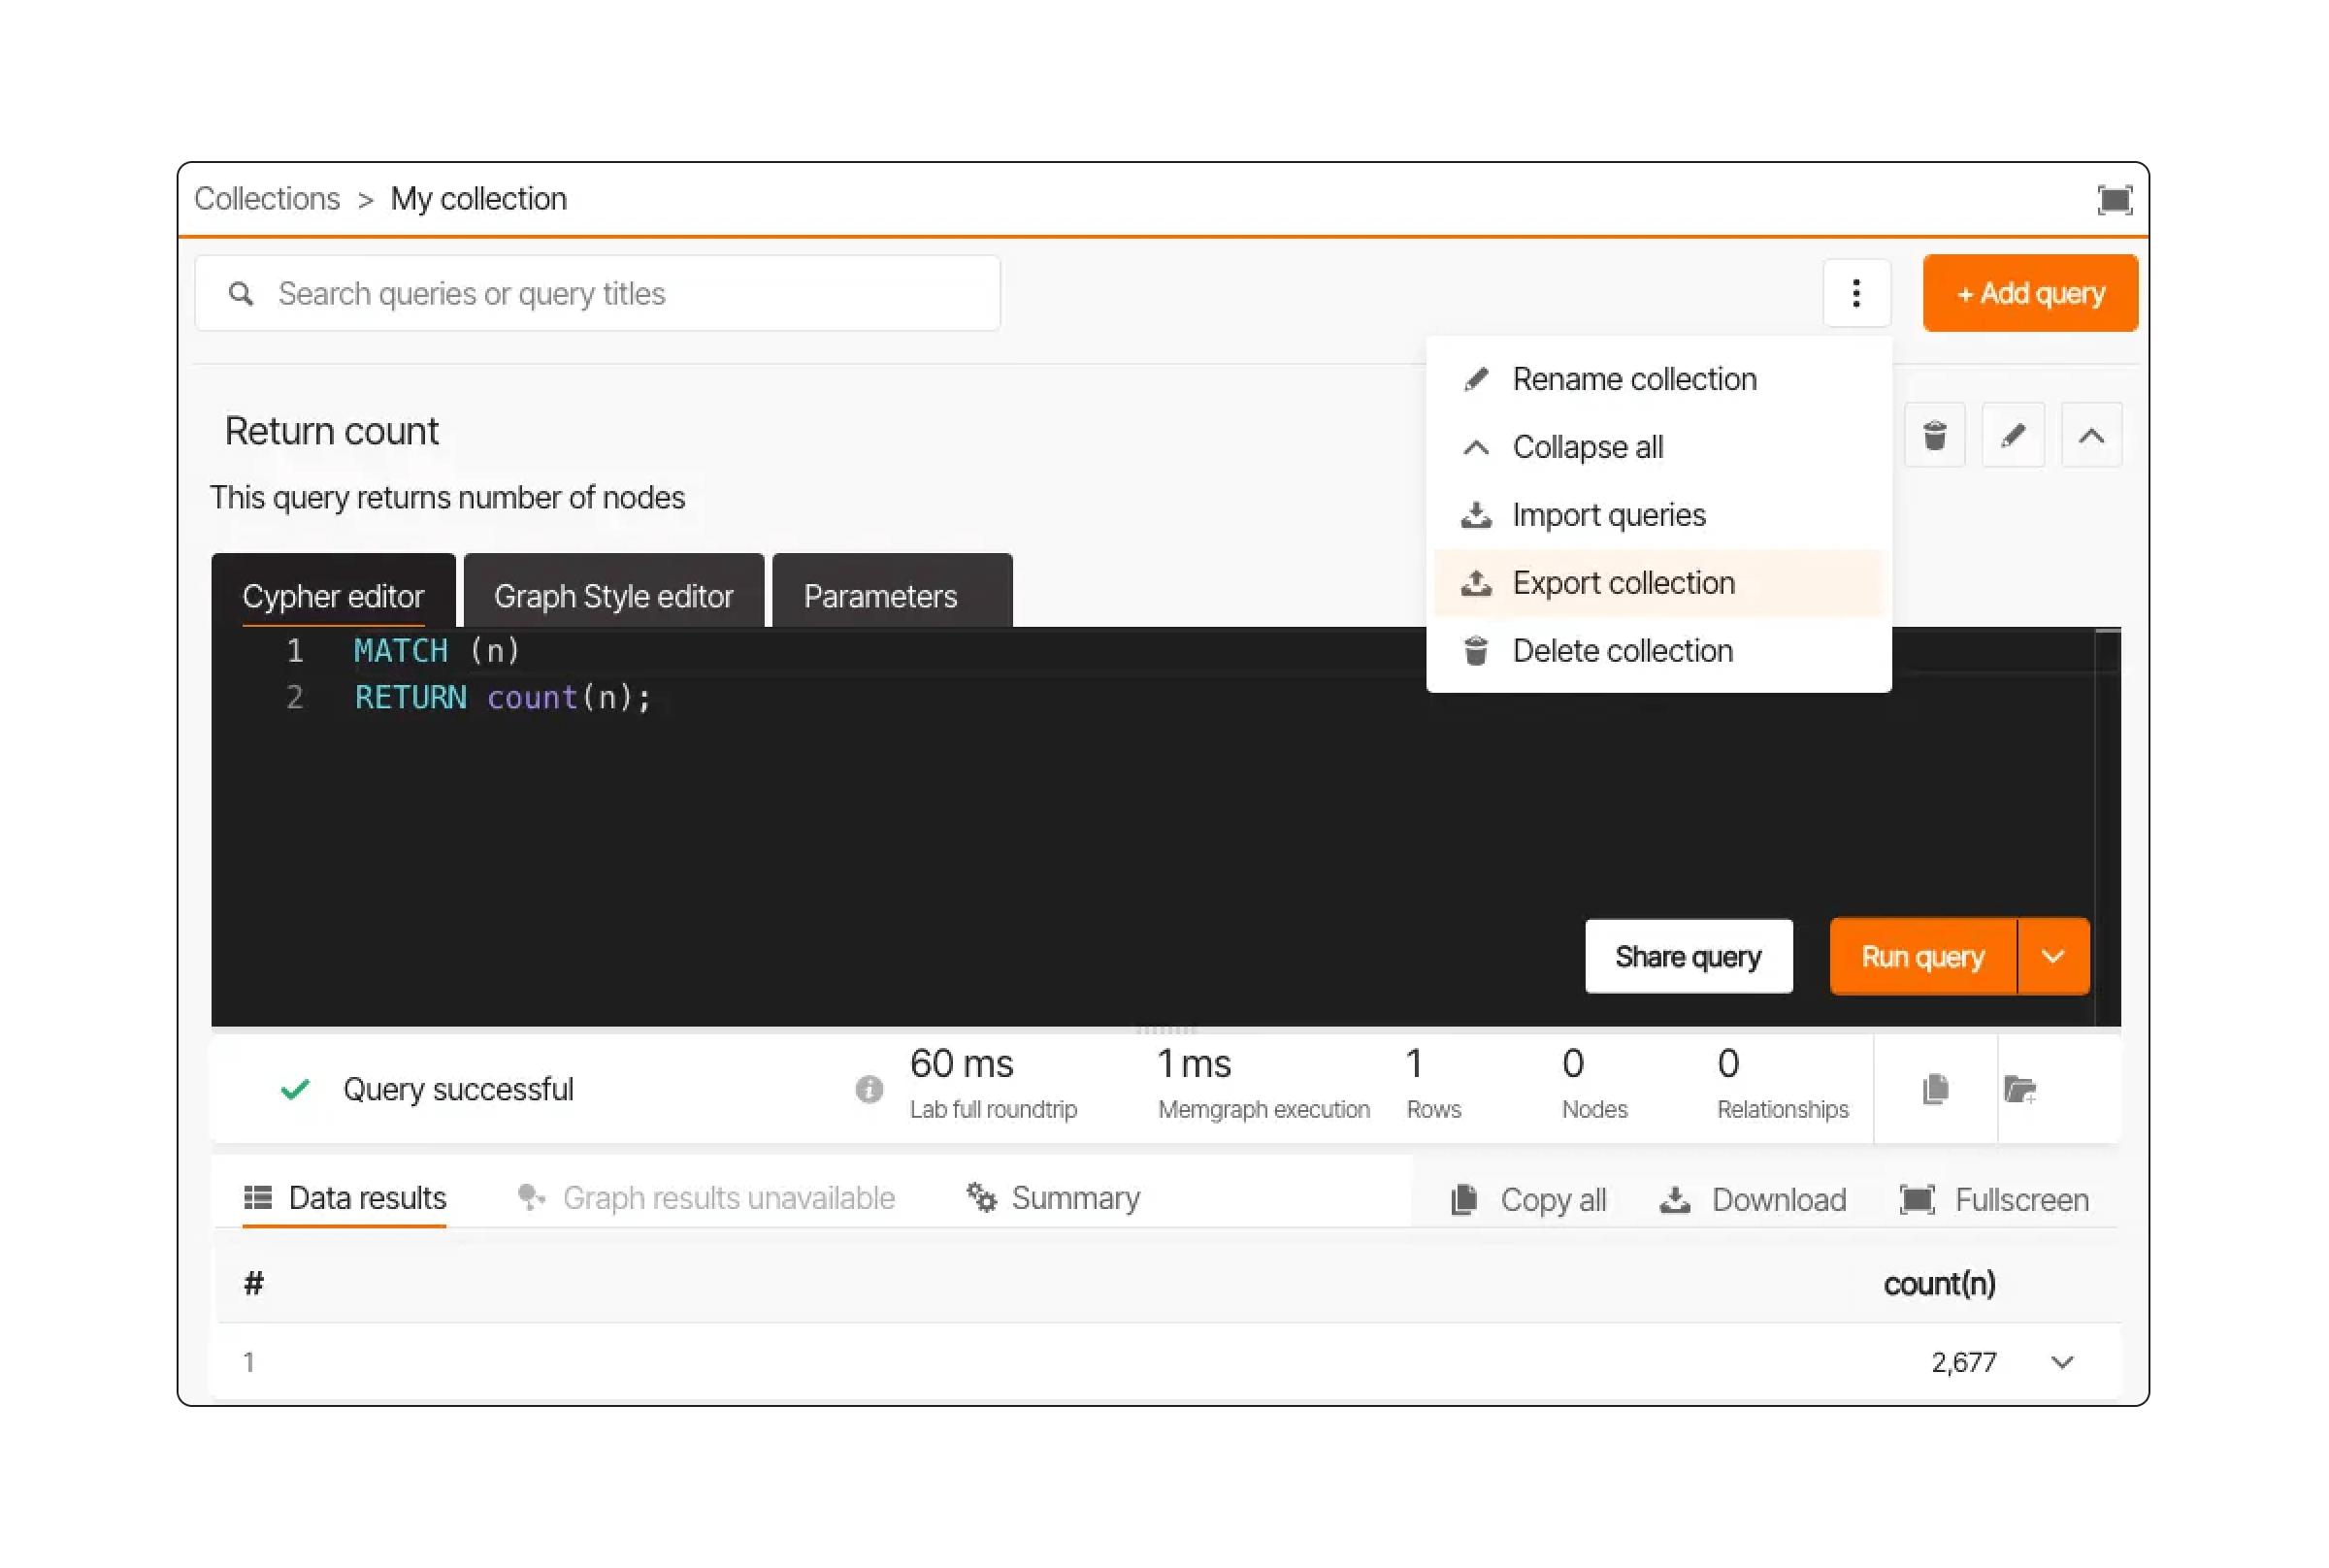 Collections > My collection
Search queries or query titles
+ Add query
Rename collection
Collapse all
Import queries
Export collection
Delete collection
Return count
This query returns number of nodes
Cypher editor Graph Style editor Parameters
1 MATCH (n)
2 RETURN count(n);
Share query Run query
Query successful
60 ms 1 ms 1 0 0
Lab full roundtrip Memgraph execution Rows Nodes Relationships
Data results Graph results unavailable Summary Copy all Download Fullscreen
# count(n)
1 2,677